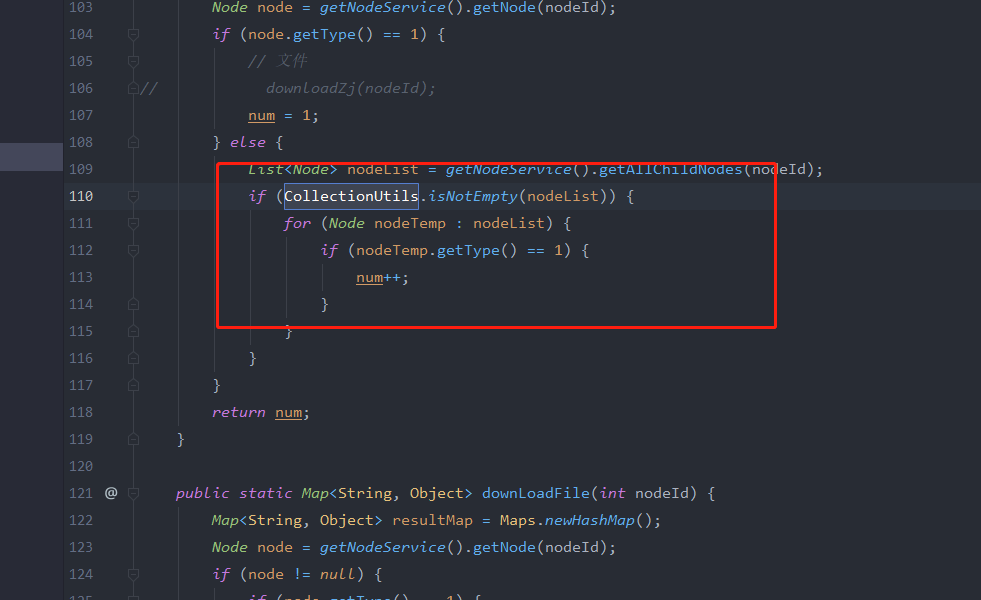 103 Node node = getNodeService().getNode(nodeId);
104 if (node.getType() == 1) {
105 // 文件
106 // downloadZj(nodeId);
107 num = 1;
108 } else {
109 List<Node> nodeList = getNodeService().getAllChildNodes(nodeId);
110 if (CollectionUtils.isNotEmpty(nodeList)) {
111 for (Node nodeTemp : nodeList) {
112 if (nodeTemp.getType() == 1) {
113 num++;
114 }
115 }
116 }
117 }
118 return num;
119 }
120
121 @ public static Map<String, Object> downLoadFile(int nodeId) {
122 Map<String, Object> resultMap = Maps.newHashMap();
123 Node node = getNodeService().getNode(nodeId);
124 if (node != null) {
125 if (node.getType() == 1) {